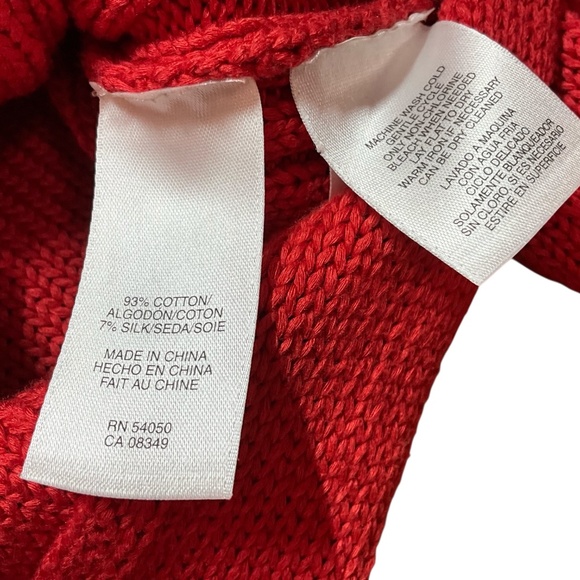 93% COTTON/
ALGODÓN/COTON
7% SILK/SEDA/SOIE
MADE IN CHINA
HECHO EN CHINA
FAIT AU CHINE
RN 54050
CA 08349
MACHINE WASH COLD
GENTLE CYCLE
ONLY NON-CHLORINE
BLEACH WHEN NEEDED
LAY FLAT TO DRY
WARM IRON, IF NECESSARY
CAN BE DRY CLEANED
LAVADO A MAQUINA
CON AGUA FRIA
CICLO DELICADO
SOLAMENTE BLANQUEADOR
SIN CLORO, SI ES NECESARIO
ESTIRE EN SUPERFIDE